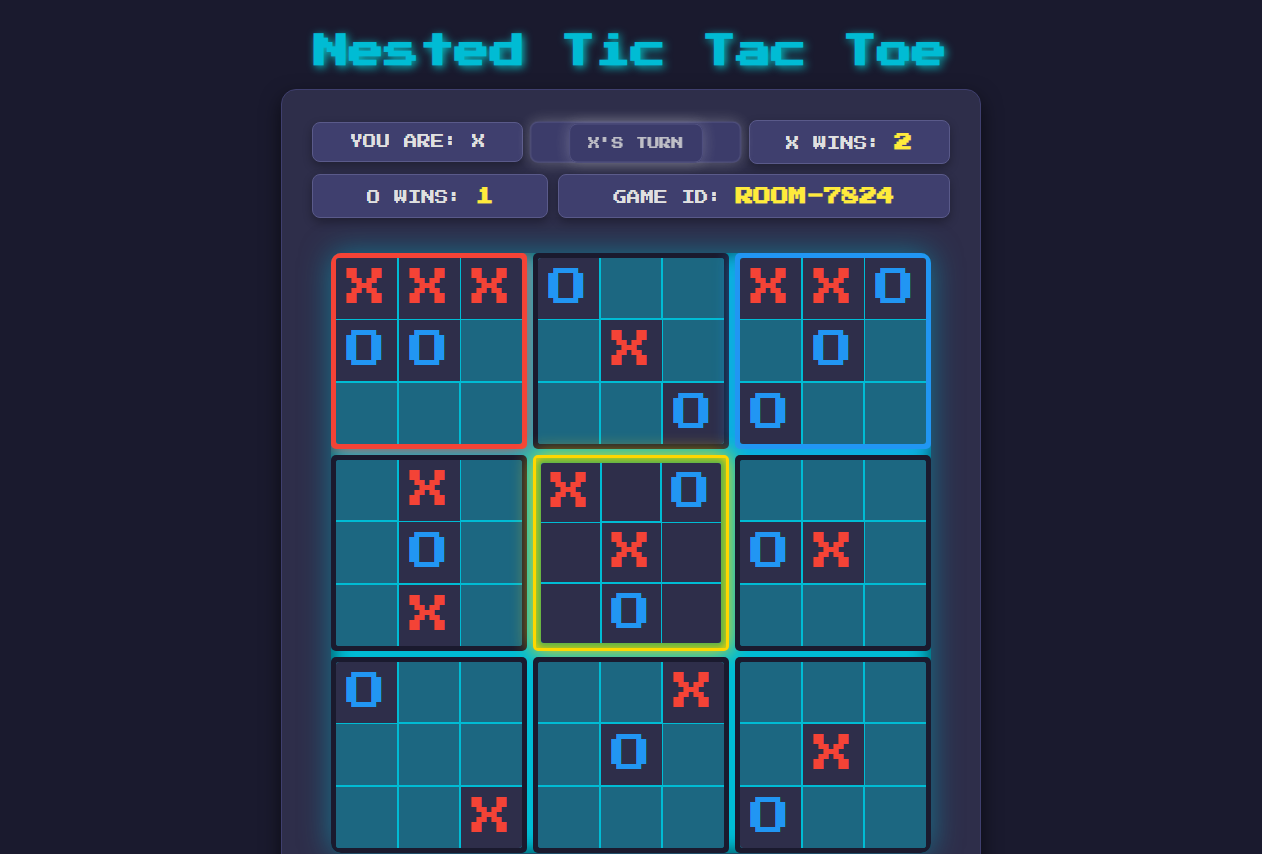 Nested Tic Tac Toe
YOU ARE: X
X'S TURN
X WINS: 2
O WINS: 1
GAME ID: ROOM-7824
X X X O X X O
O O X O
O O
X X O
O X O X
X O
O X
O X
X O